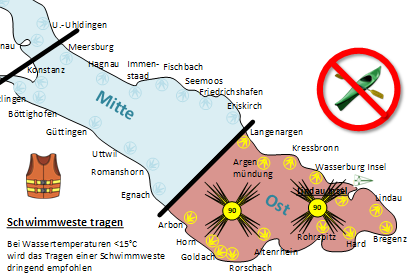 U.-Uhldingen
nau
Meersburg
Konstanz
Hagnau
Immen-
staad
Fischbach
Seemoos
Friedrichshafen
Eriskirch
lingen
Böttighofen
Mitte
Güttingen
Langenargen
Kressbronn
Uttwil
Romanshorn
Argen
mündung
Wasserburg Insel
Lindau Insel
Egnach
Lindau
90
90
Ost
Arbon
Horn
Goldach
Rorschach
Altenrhein
Rohrspitz
Hard
Bregenz
Schwimmweste tragen
Bei Wassertemperaturen <15°C
wird das Tragen einer Schwimmweste
dringend empfohlen